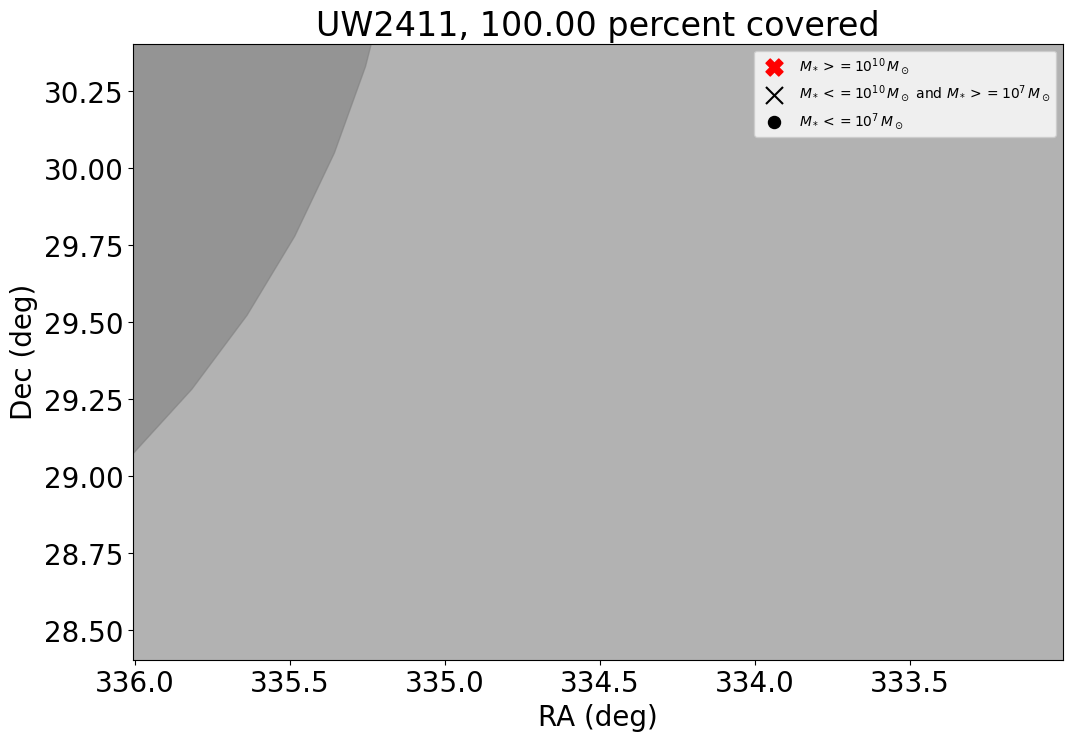 UW2411, 100.00 percent covered
M* >= 10^10 M⊙
M* <= 10^10 M⊙ and M* >= 10^7 M⊙
M* <= 10^7 M⊙
30.25
30.00
29.75
29.50
29.25
29.00
28.75
28.50
Dec (deg)
336.0 335.5 335.0 334.5 334.0 333.5
RA (deg)